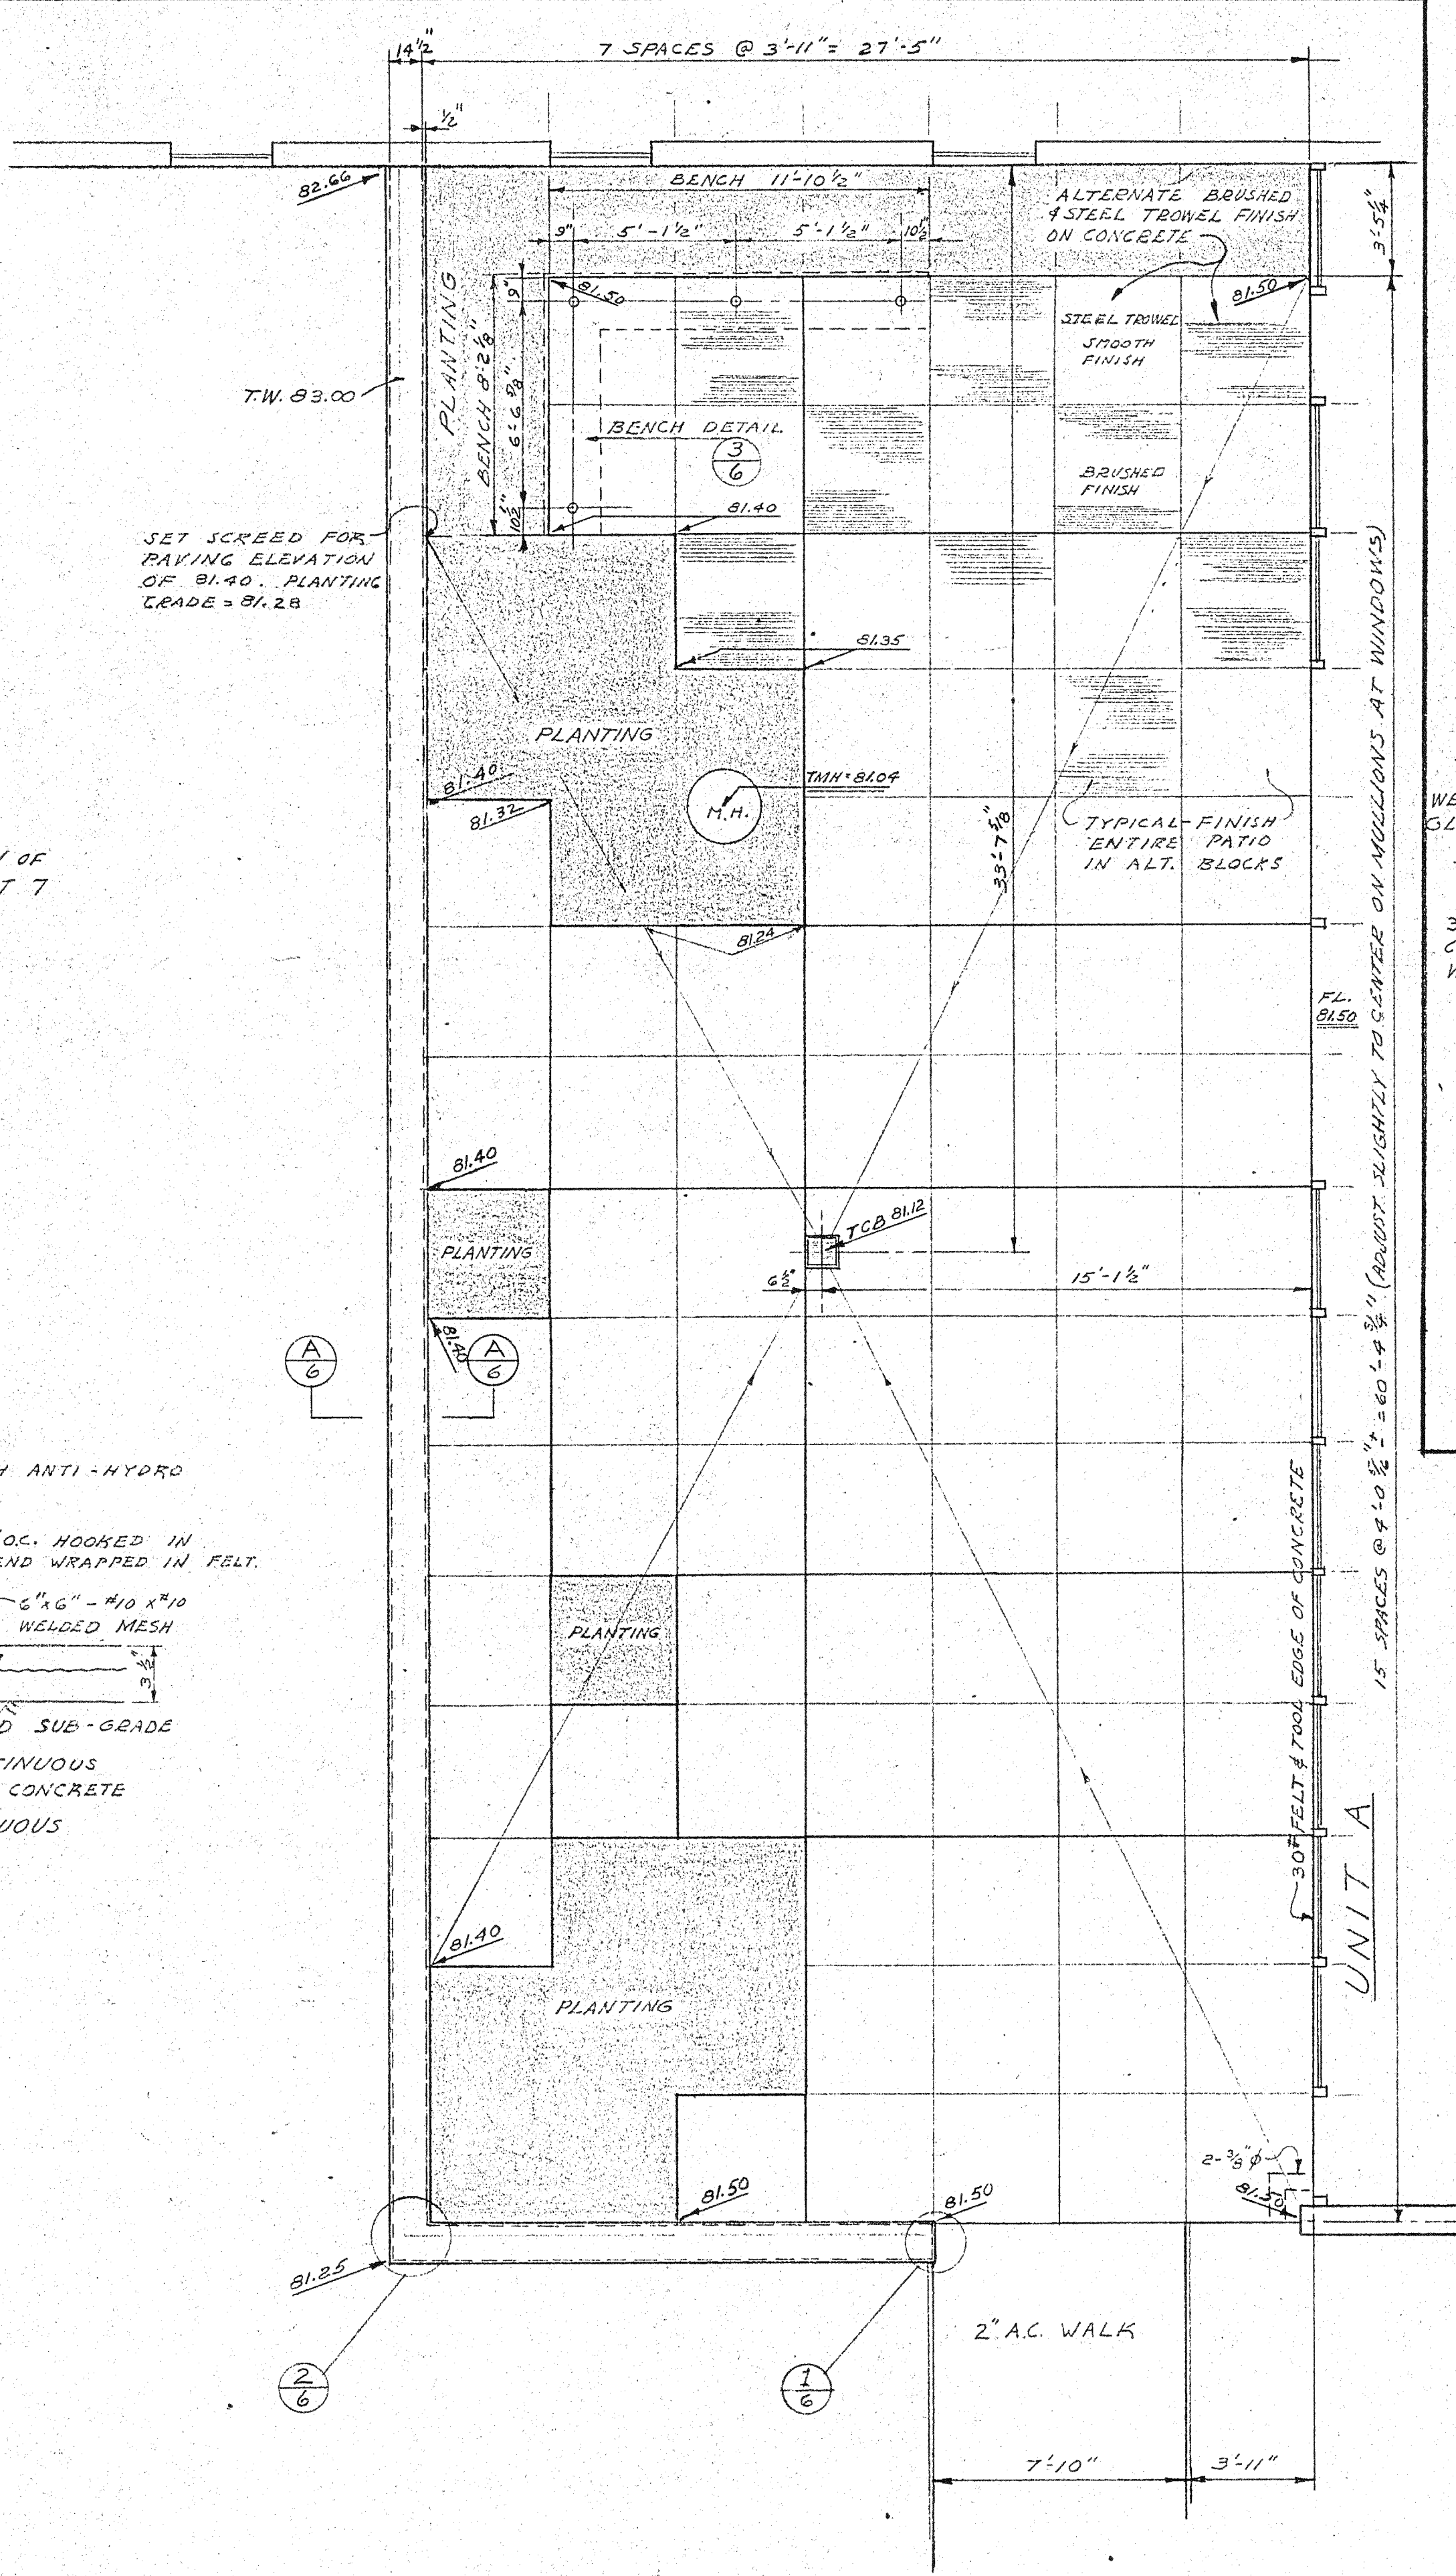 14½"
7 SPACES @ 3'-11" = 27'-5"
½"
82.66
BENCH 11'-10½"
ALTERNATE BRUSHED
& STEEL TROWEL FINISH
ON CONCRETE
3'-5¼"
9"
5'-1½"
5'-1½"
10½"
PLANTING
BENCH 8'-2⅛"
9"
6'-6⅝"
10½"
81.50
81.50
STEEL TROWEL
SMOOTH
FINISH
T.W. 83.00
BENCH DETAIL
3
6
BRUSHED
FINISH
81.40
SET SCREED FOR
PAVING ELEVATION
OF 81.40. PLANTING
GRADE = 81.28
81.35
PLANTING
81.40
81.32
M.H.
TMH = 81.04
33'-7⅝"
TYPICAL FINISH
ENTIRE PATIO
IN ALT. BLOCKS
OF
T 7
WE
GL
3
81.24
FL.
81.50
15 SPACES @ 4'-0 5/16"± = 60'-4¾" (ADJUST SLIGHTLY TO CENTER ON MULLIONS AT WINDOWS)
81.40
PLANTING
TCB 81.12
6½"
15'-1½"
81.40
A
6
A
6
H ANTI-HYDRO
O.C. HOOKED IN
END WRAPPED IN FELT.
6"x6" - #10 x #10
WELDED MESH
3½"
D SUB-GRADE
TINUOUS
CONCRETE
UOUS
PLANTING
30# FELT & TOOL EDGE OF CONCRETE
UNIT A
81.40
PLANTING
2-⅜"φ
81.50
81.50
81.50
81.25
2
6
1
6
2" A.C. WALK
7'-10"
3'-11"